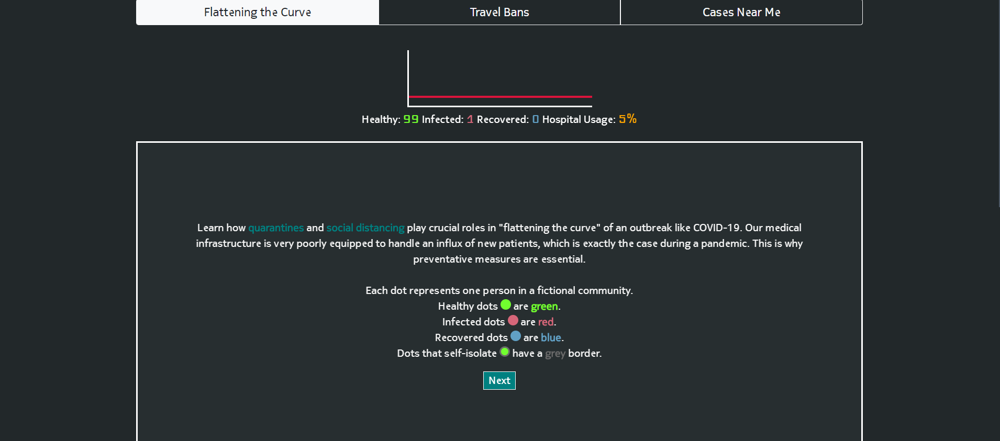 Flattening the Curve
Travel Bans
Cases Near Me
Healthy: 99 Infected: 1 Recovered: 0 Hospital Usage: 5%
Learn how quarantines and social distancing play crucial roles in "flattening the curve" of an outbreak like COVID-19. Our medical
infrastructure is very poorly equipped to handle an influx of new patients, which is exactly the case during a pandemic. This is why
preventative measures are essential.
Each dot represents one person in a fictional community.
Healthy dots are green.
Infected dots are red.
Recovered dots are blue.
Dots that self-isolate have a grey border.
Next